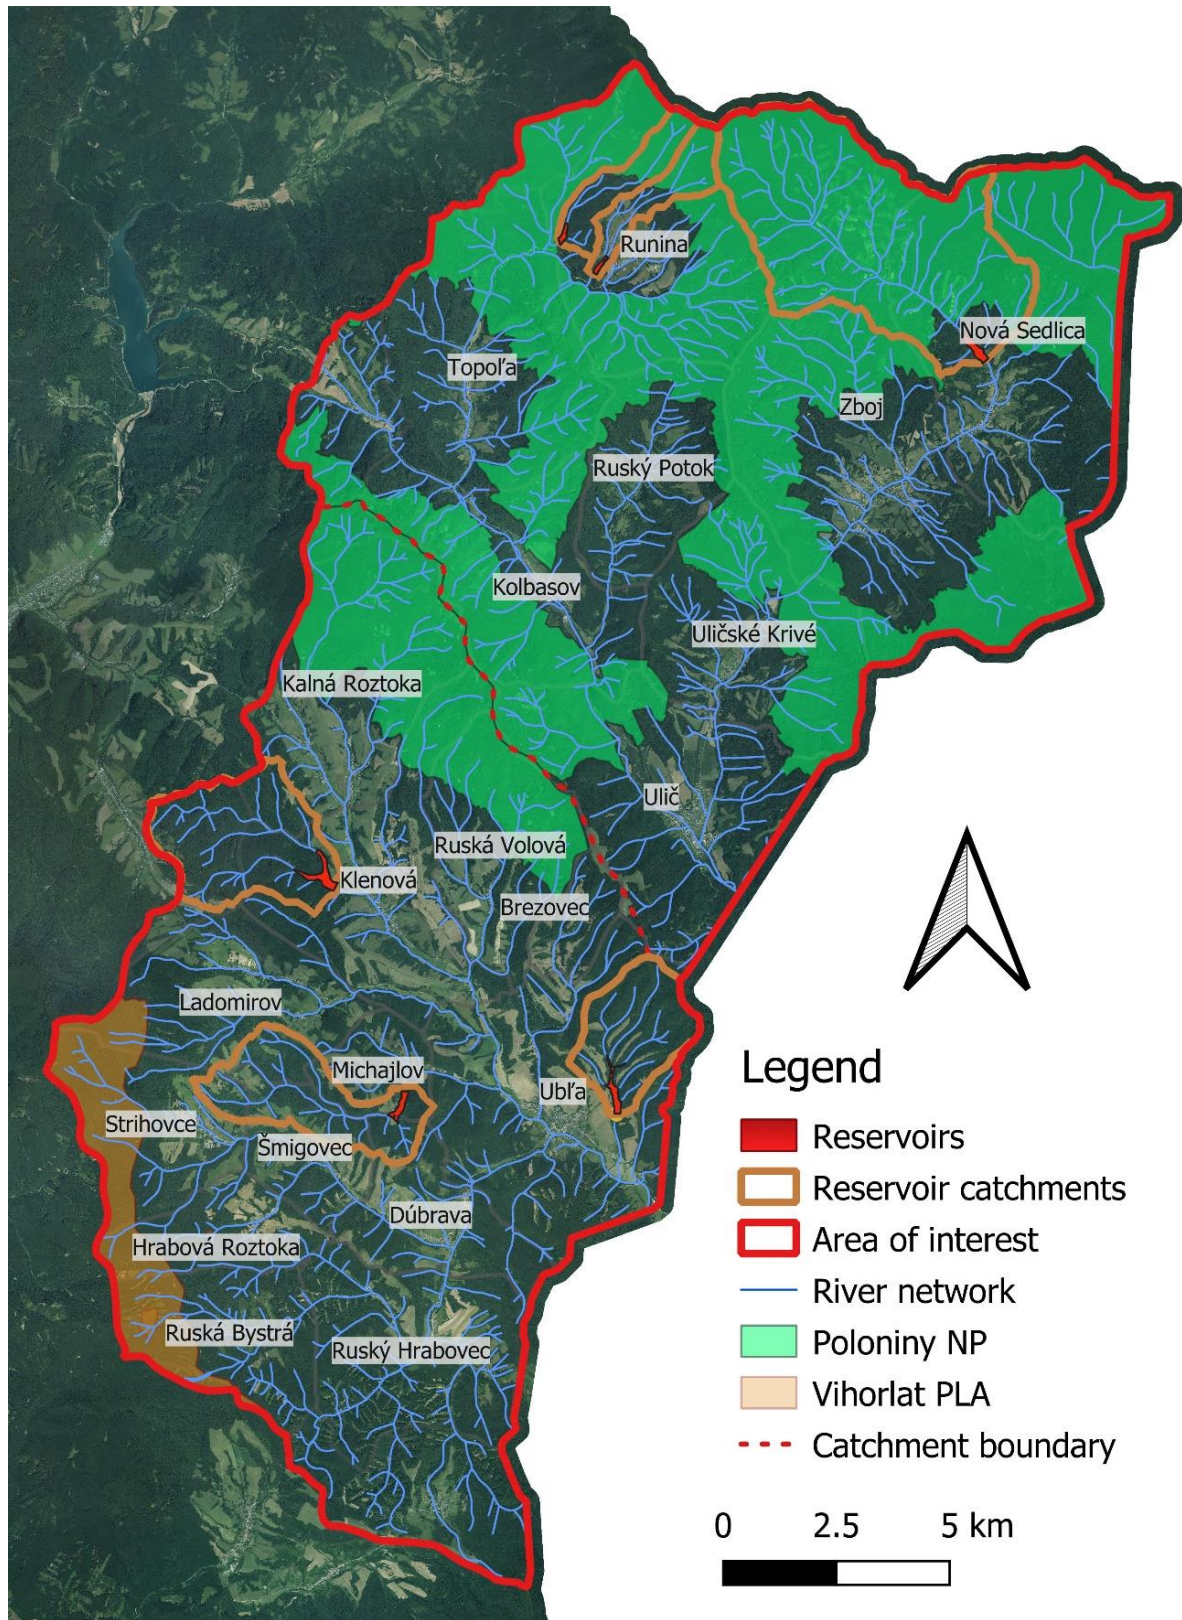 Runina
Nová Sedlica
Topoľa
Zboj
Ruský Potok
Kolbasov
Uličské Krivé
Kalná Roztoka
Ulič
Ruská Volová
Klenová
Brezovec
Ladomirov
Michajlov
Ubľa
Strihovce
Šmigovec
Dúbrava
Hrabová Roztoka
Ruská Bystrá
Ruský Hrabovec
Legend
Reservoirs
Reservoir catchments
Area of interest
River network
Poloniny NP
Vihorlat PLA
Catchment boundary
0 2.5 5 km